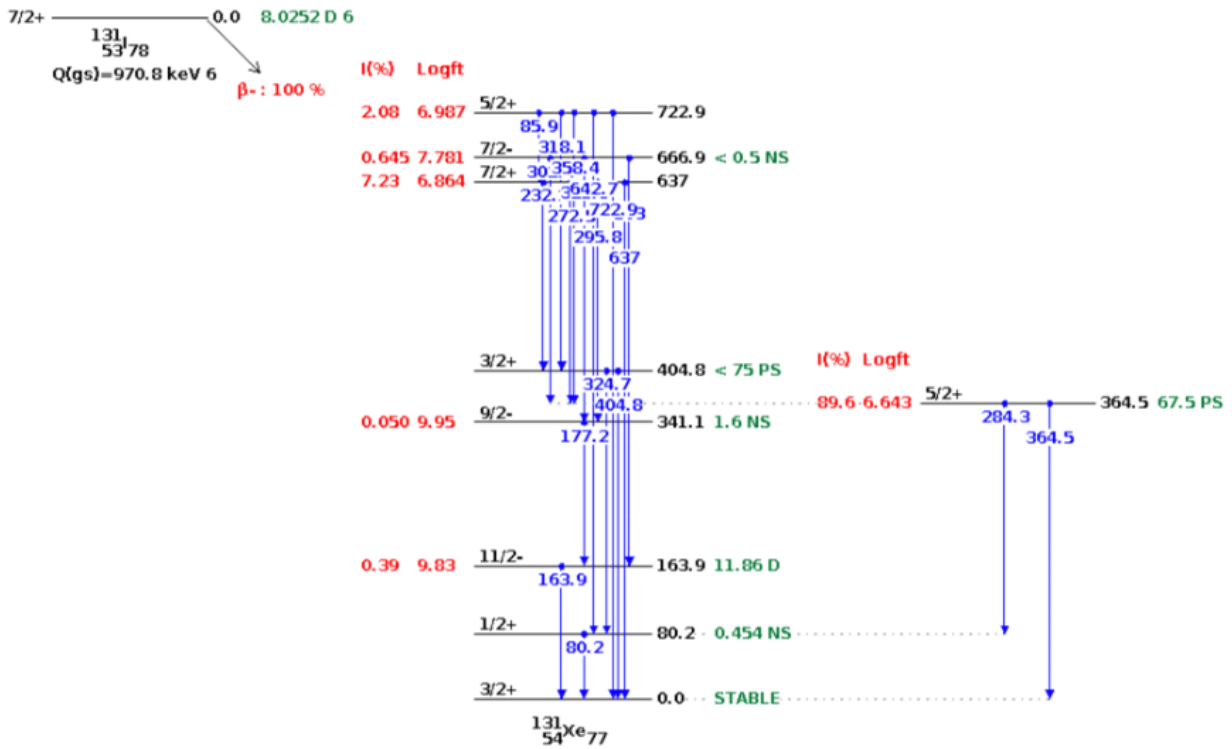 7/2+ 0.0 8.0252 D 6
131
53 I 78
Q(gs)=970.8 keV 6
β- : 100 %
I(%) Logft
2.08 6.987 5/2+ 722.9
85.9
318.1
0.645 7.781 7/2- 666.9 < 0.5 NS
30 358.4
7.23 6.864 7/2+ 637
232. 3 642.7
272. 722.9 3
295.8
637
3/2+ 404.8 < 75 PS
I(%) Logft
324.7
404.8
89.6 6.643 5/2+ 364.5 67.5 PS
284.3
364.5
0.050 9.95 9/2- 341.1 1.6 NS
177.2
0.39 9.83 11/2- 163.9 11.86 D
163.9
1/2+ 80.2 0.454 NS
80.2
3/2+ 0.0 STABLE
131
54 Xe 77